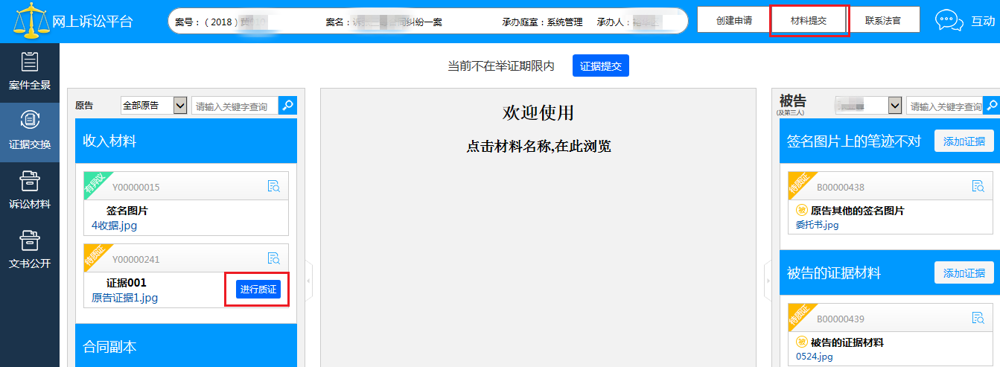 网上诉讼平台
案号：（2018）
案名：
纠纷一案
承办庭室：系统管理
承办人：
创建申请
材料提交
联系法官
互动
案件全景
证据交换
诉讼材料
文书公开
当前不在举证期限内
证据提交
原告
全部原告
请输入关键字查询
收入材料
有异议
Y00000015
签名图片
4收据.jpg
待质证
Y00000241
证据001
原告证据1.jpg
进行质证
合同副本
欢迎使用
点击材料名称,在此浏览
被告
(及第三人)
请输入关键字查询
签名图片上的笔迹不对
添加证据
待质证
B00000438
被 原告其他的签名图片
委托书.jpg
被告的证据材料
添加证据
待质证
B00000439
被 被告的证据材料
0524.jpg